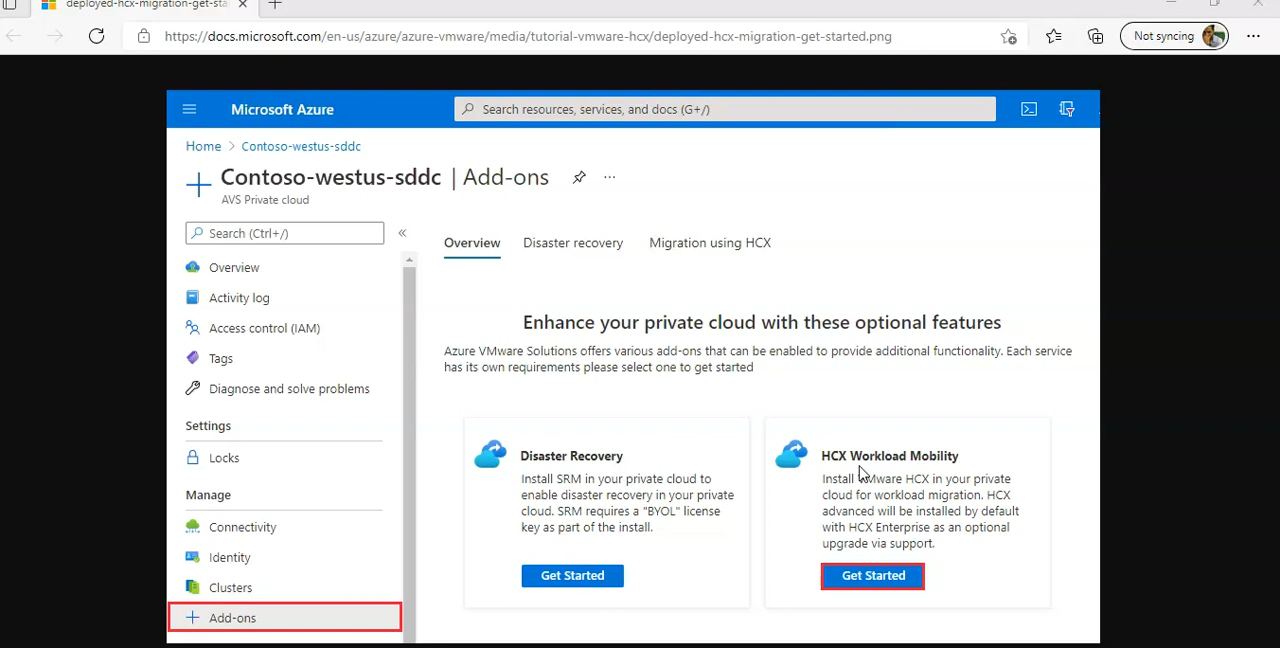 deployed-hcx-migration-get-sta
https://docs.microsoft.com/en-us/azure/azure-vmware/media/tutorial-vmware-hcx/deployed-hcx-migration-get-started.png
Not syncing
Microsoft Azure
Search resources, services, and docs (G+/)
Home > Contoso-westus-sddc
Contoso-westus-sddc | Add-ons
AVS Private cloud
Search (Ctrl+/)
Overview
Activity log
Access control (IAM)
Tags
Diagnose and solve problems
Settings
Locks
Manage
Connectivity
Identity
Clusters
Add-ons
Overview
Disaster recovery
Migration using HCX
Enhance your private cloud with these optional features
Azure VMware Solutions offers various add-ons that can be enabled to provide additional functionality. Each service
has its own requirements please select one to get started
Disaster Recovery
Install SRM in your private cloud to
enable disaster recovery in your private
cloud. SRM requires a "BYOL" license
key as part of the install.
Get Started
HCX Workload Mobility
Install VMware HCX in your private
cloud for workload migration. HCX
advanced will be installed by default
with HCX Enterprise as an optional
upgrade via support.
Get Started